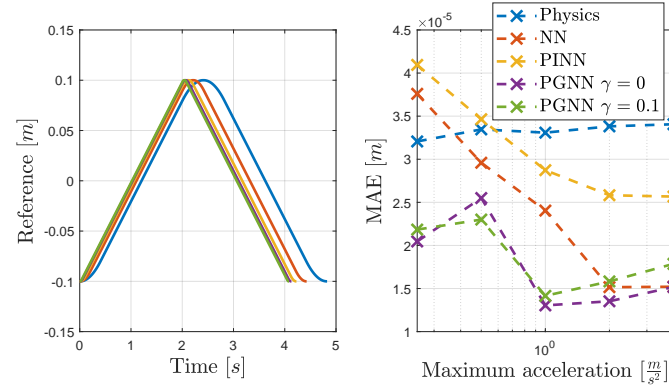 0.15
0.1
0.05
0
-0.05
-0.1
-0.15
0
1
2
3
4
5
Reference [m]
Time [s]
×10⁻⁵
4.5
4
3.5
3
2.5
2
1.5
1
10⁰
MAE [m]
Maximum acceleration [m/s²]
Physics
NN
PINN
PGNN γ = 0
PGNN γ = 0.1